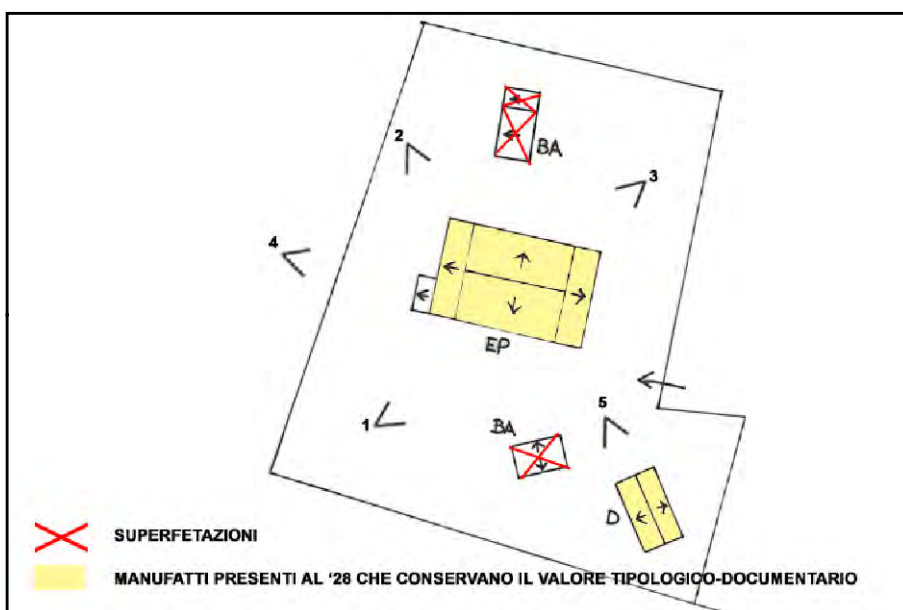 2
BA
3
4
EP
1
BA
5
D
SUPERFETAZIONI
MANUFATTI PRESENTI AL '28 CHE CONSERVANO IL VALORE TIPOLOGICO-DOCUMENTARIO